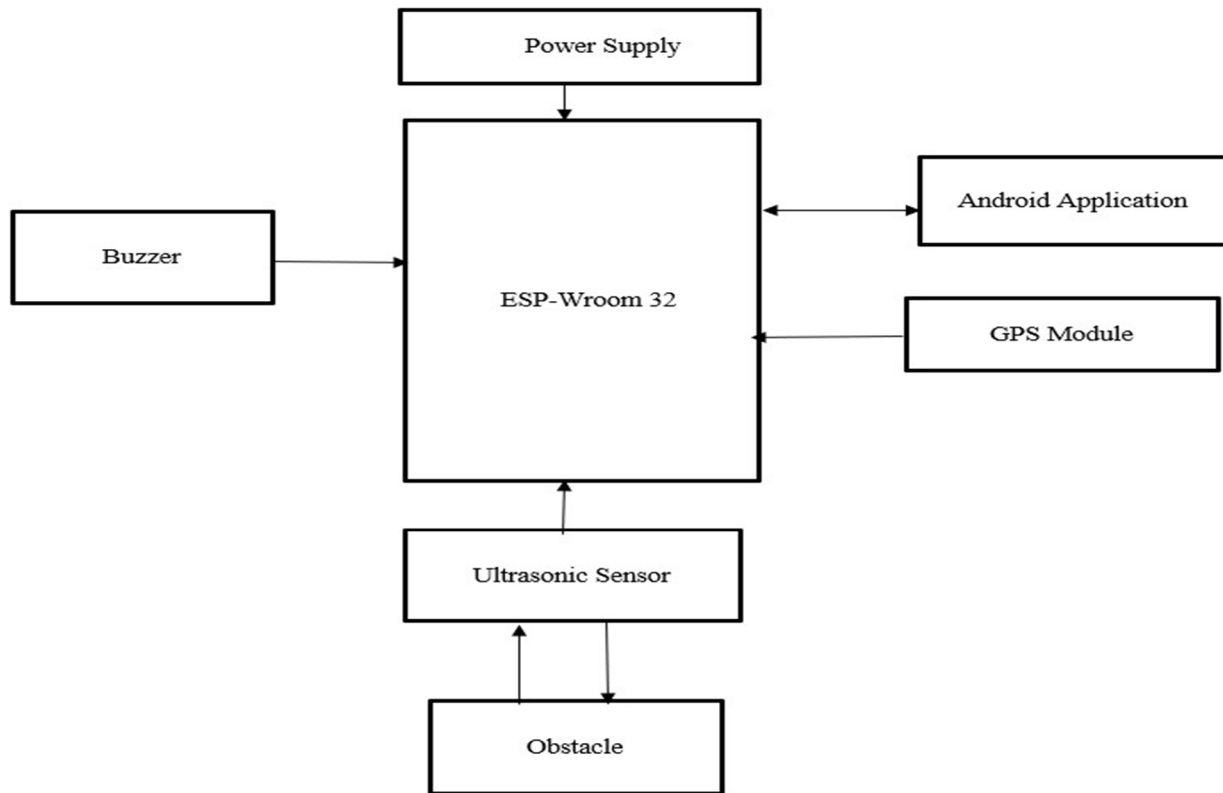 Power Supply
Android Application
Buzzer
ESP-Wroom 32
GPS Module
Ultrasonic Sensor
Obstacle